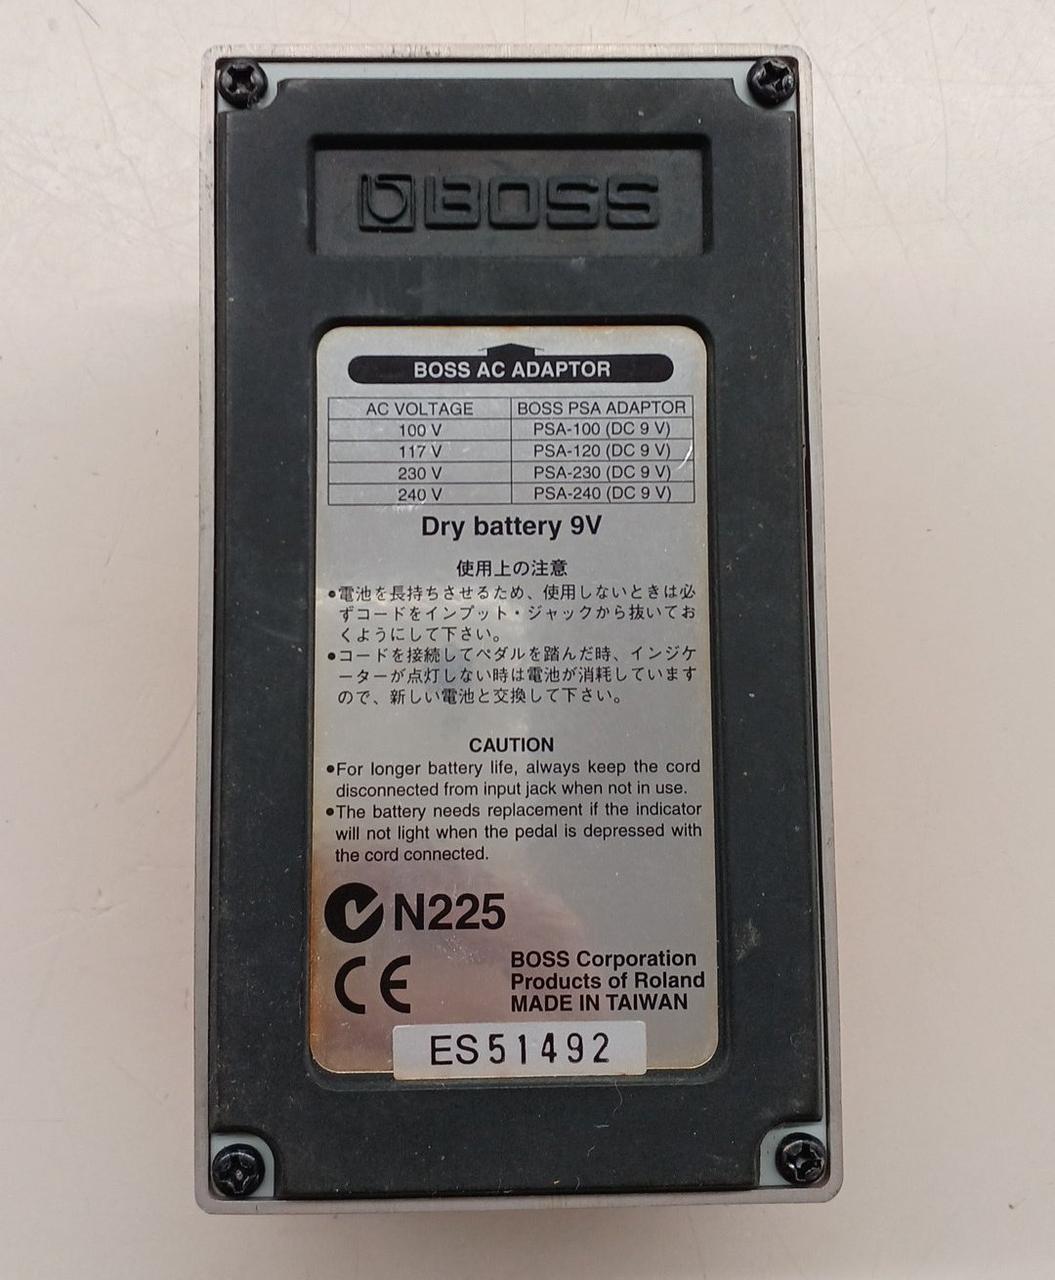 BOSS
BOSS AC ADAPTOR
AC VOLTAGE BOSS PSA ADAPTOR
100 V PSA-100 (DC 9 V)
117 V PSA-120 (DC 9 V)
230 V PSA-230 (DC 9 V)
240 V PSA-240 (DC 9 V)
Dry battery 9V
使用上の注意
●電池を長持ちさせるため、使用しないときは必
ずコードをインプット・ジャックから抜いてお
くようにして下さい。
●コードを接続してペダルを踏んだ時、インジケ
ーターが点灯しない時は電池が消耗しています
ので、新しい電池と交換して下さい。
CAUTION
●For longer battery life, always keep the cord
disconnected from input jack when not in use.
●The battery needs replacement if the indicator
will not light when the pedal is depressed with
the cord connected.
N225
CE
BOSS Corporation
Products of Roland
MADE IN TAIWAN
ES51492